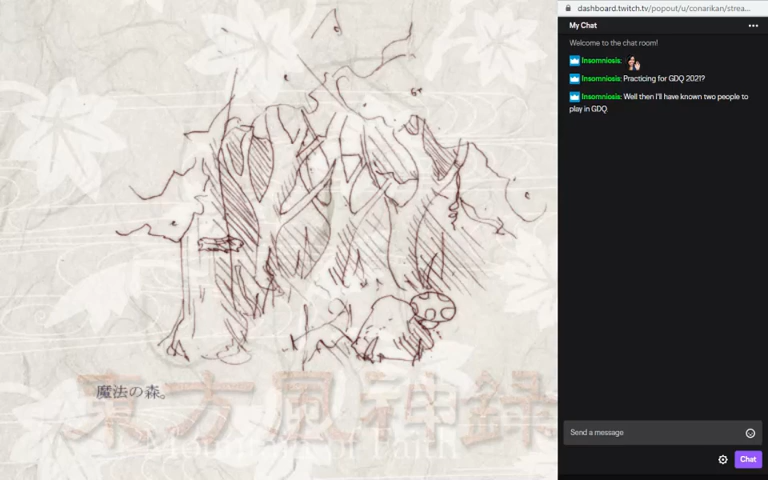 dashboard.twitch.tv/popout/u/conarikan/strea...
My Chat
Welcome to the chat room!
Insomniosis:
Insomniosis: Practicing for GDQ 2021?
Insomniosis: Well then I'll have known two people to
play in GDQ.
魔法の森。
東方風神録
Mountain of Faith
Send a message
Chat